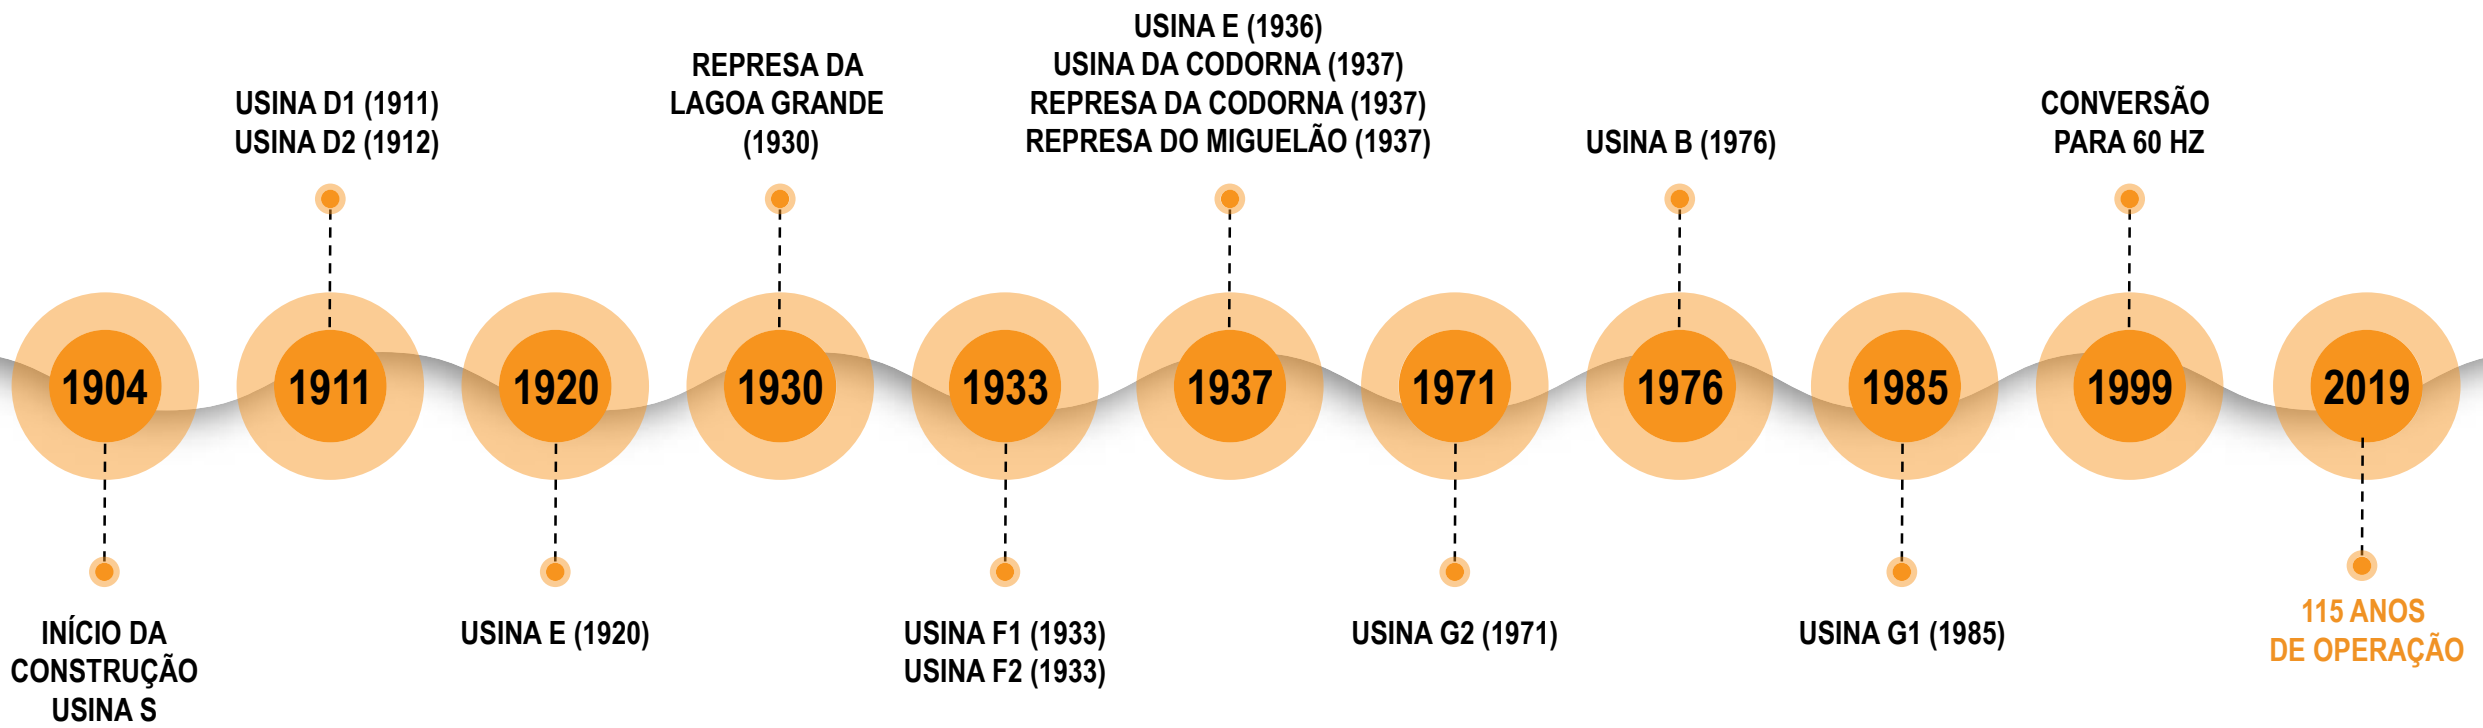 USINA E (1936)
USINA DA CODORNA (1937)
REPRESA DA CODORNA (1937)
REPRESA DO MIGUELÃO (1937)
REPRESA DA
LAGOA GRANDE
(1930)
USINA D1 (1911)
USINA D2 (1912)
USINA B (1976)
CONVERSÃO
PARA 60 HZ
1904
1911
1920
1930
1933
1937
1971
1976
1985
1999
2019
INÍCIO DA
CONSTRUÇÃO
USINA S
USINA E (1920)
USINA F1 (1933)
USINA F2 (1933)
USINA G2 (1971)
USINA G1 (1985)
115 ANOS
DE OPERAÇÃO